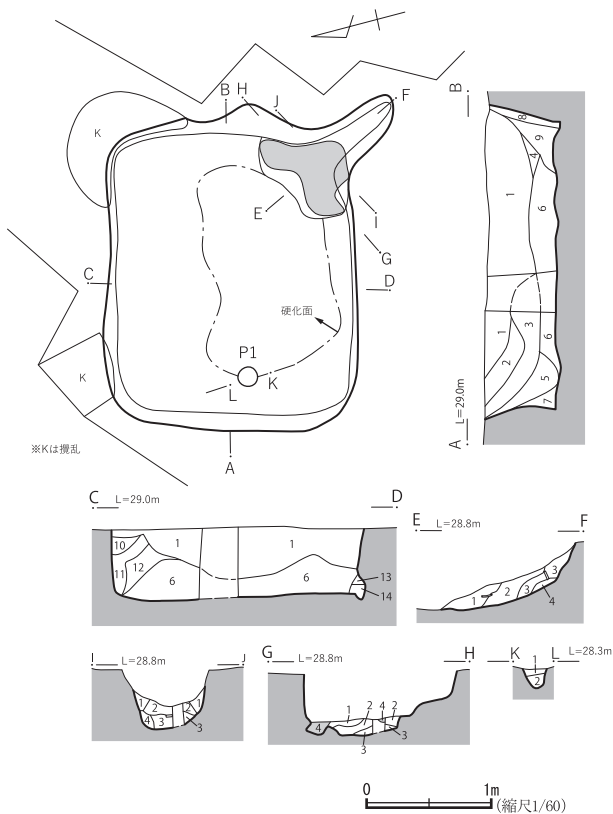 B H J F
K
E
I
G
C D
硬化面
P1
K
L
K
※Kは攪乱
A
B
8
9
4
1
6
1 3 6
2
5
7
A L=29.0m
C L=29.0m D
10 1 1
11 12 6 6 13
14
E L=28.8m F
1 2 3 3
4
I L=28.8m J
1 2 2 1
4 3 3
G L=28.8m H
1 2 4 2
4 3 3
K L L=28.3m
1
2
0 1m
(縮尺1/60)